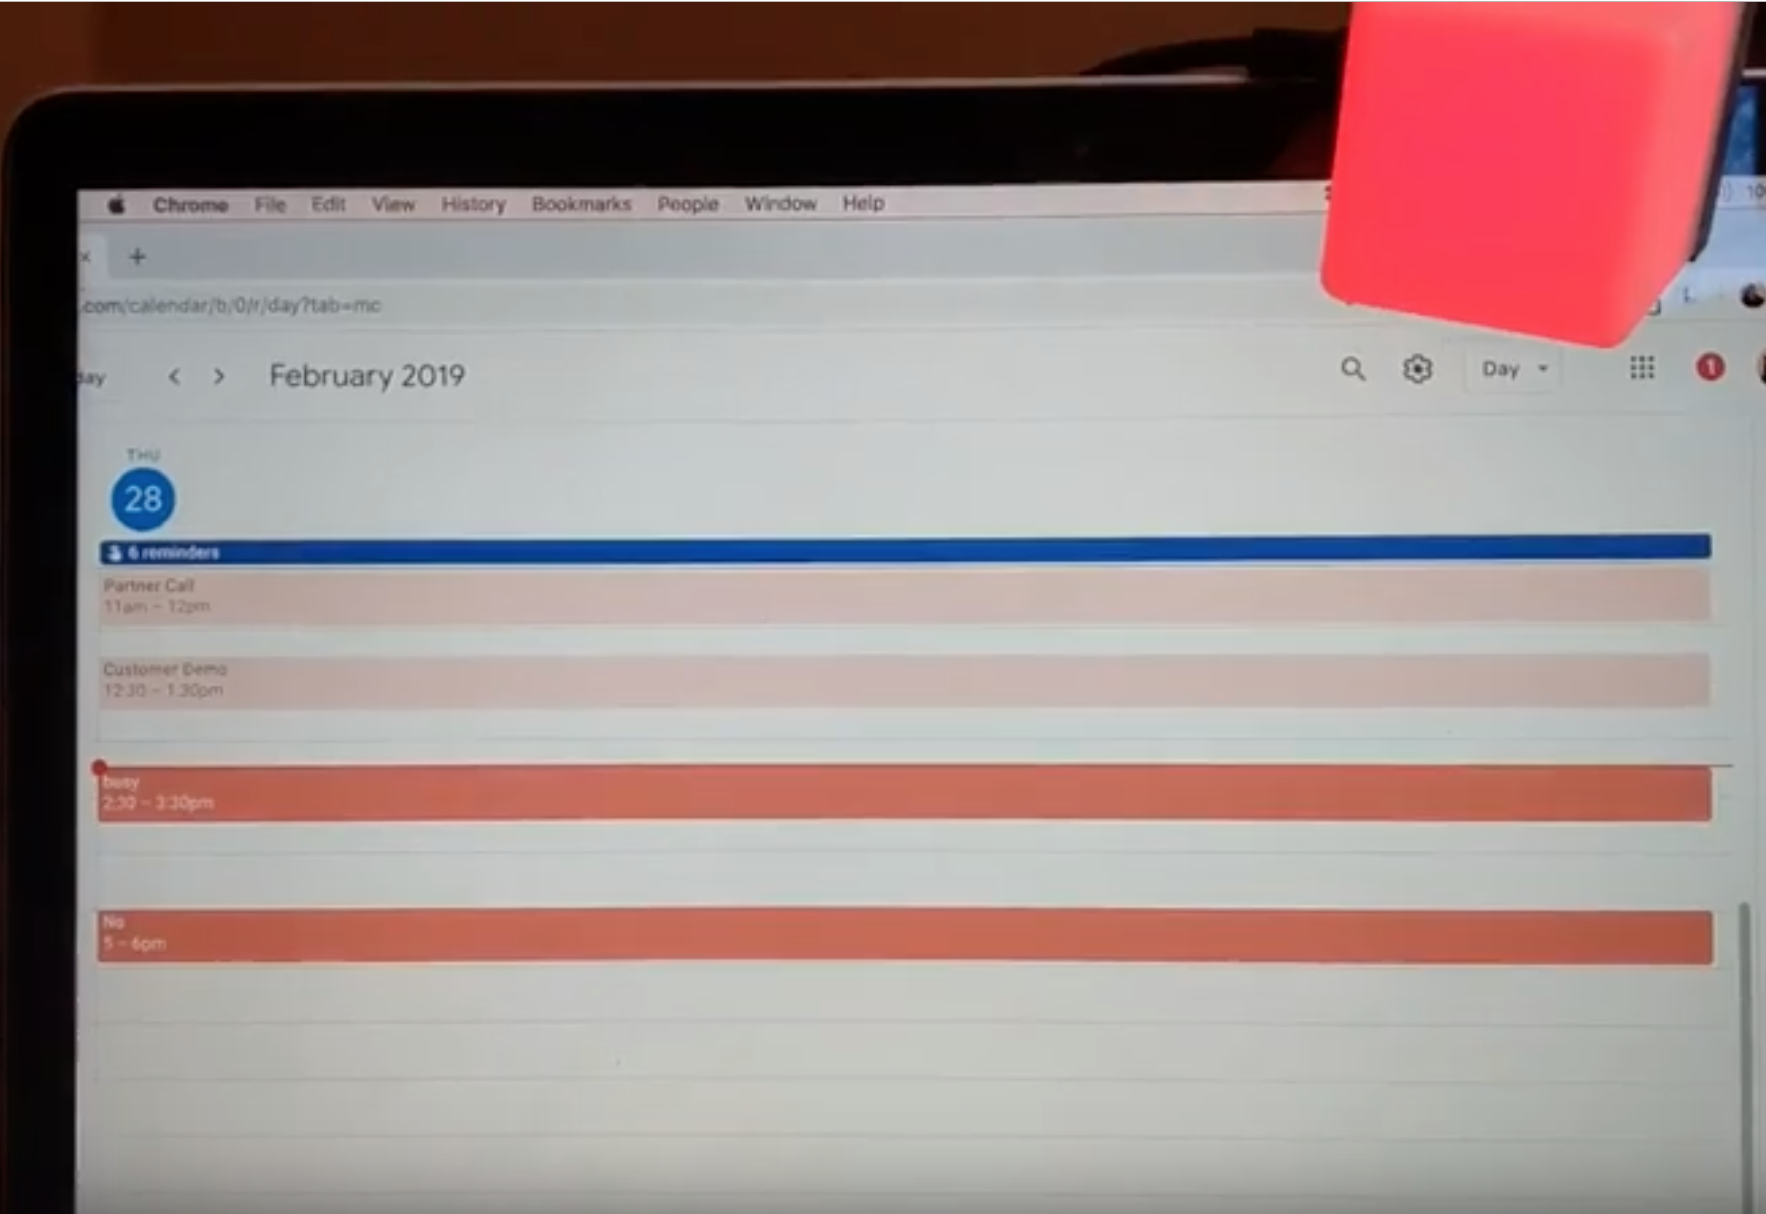 Chrome File Edit View History Bookmarks People Window Help
10
x +
.com/calendar/b/0/r/day?tab=mc
day < > February 2019 Day 1
THU
28
6 reminders
Partner Call
11am – 12pm
Customer Demo
12:30 – 1:30pm
busy
2:30 – 3:30pm
No
5 – 6pm